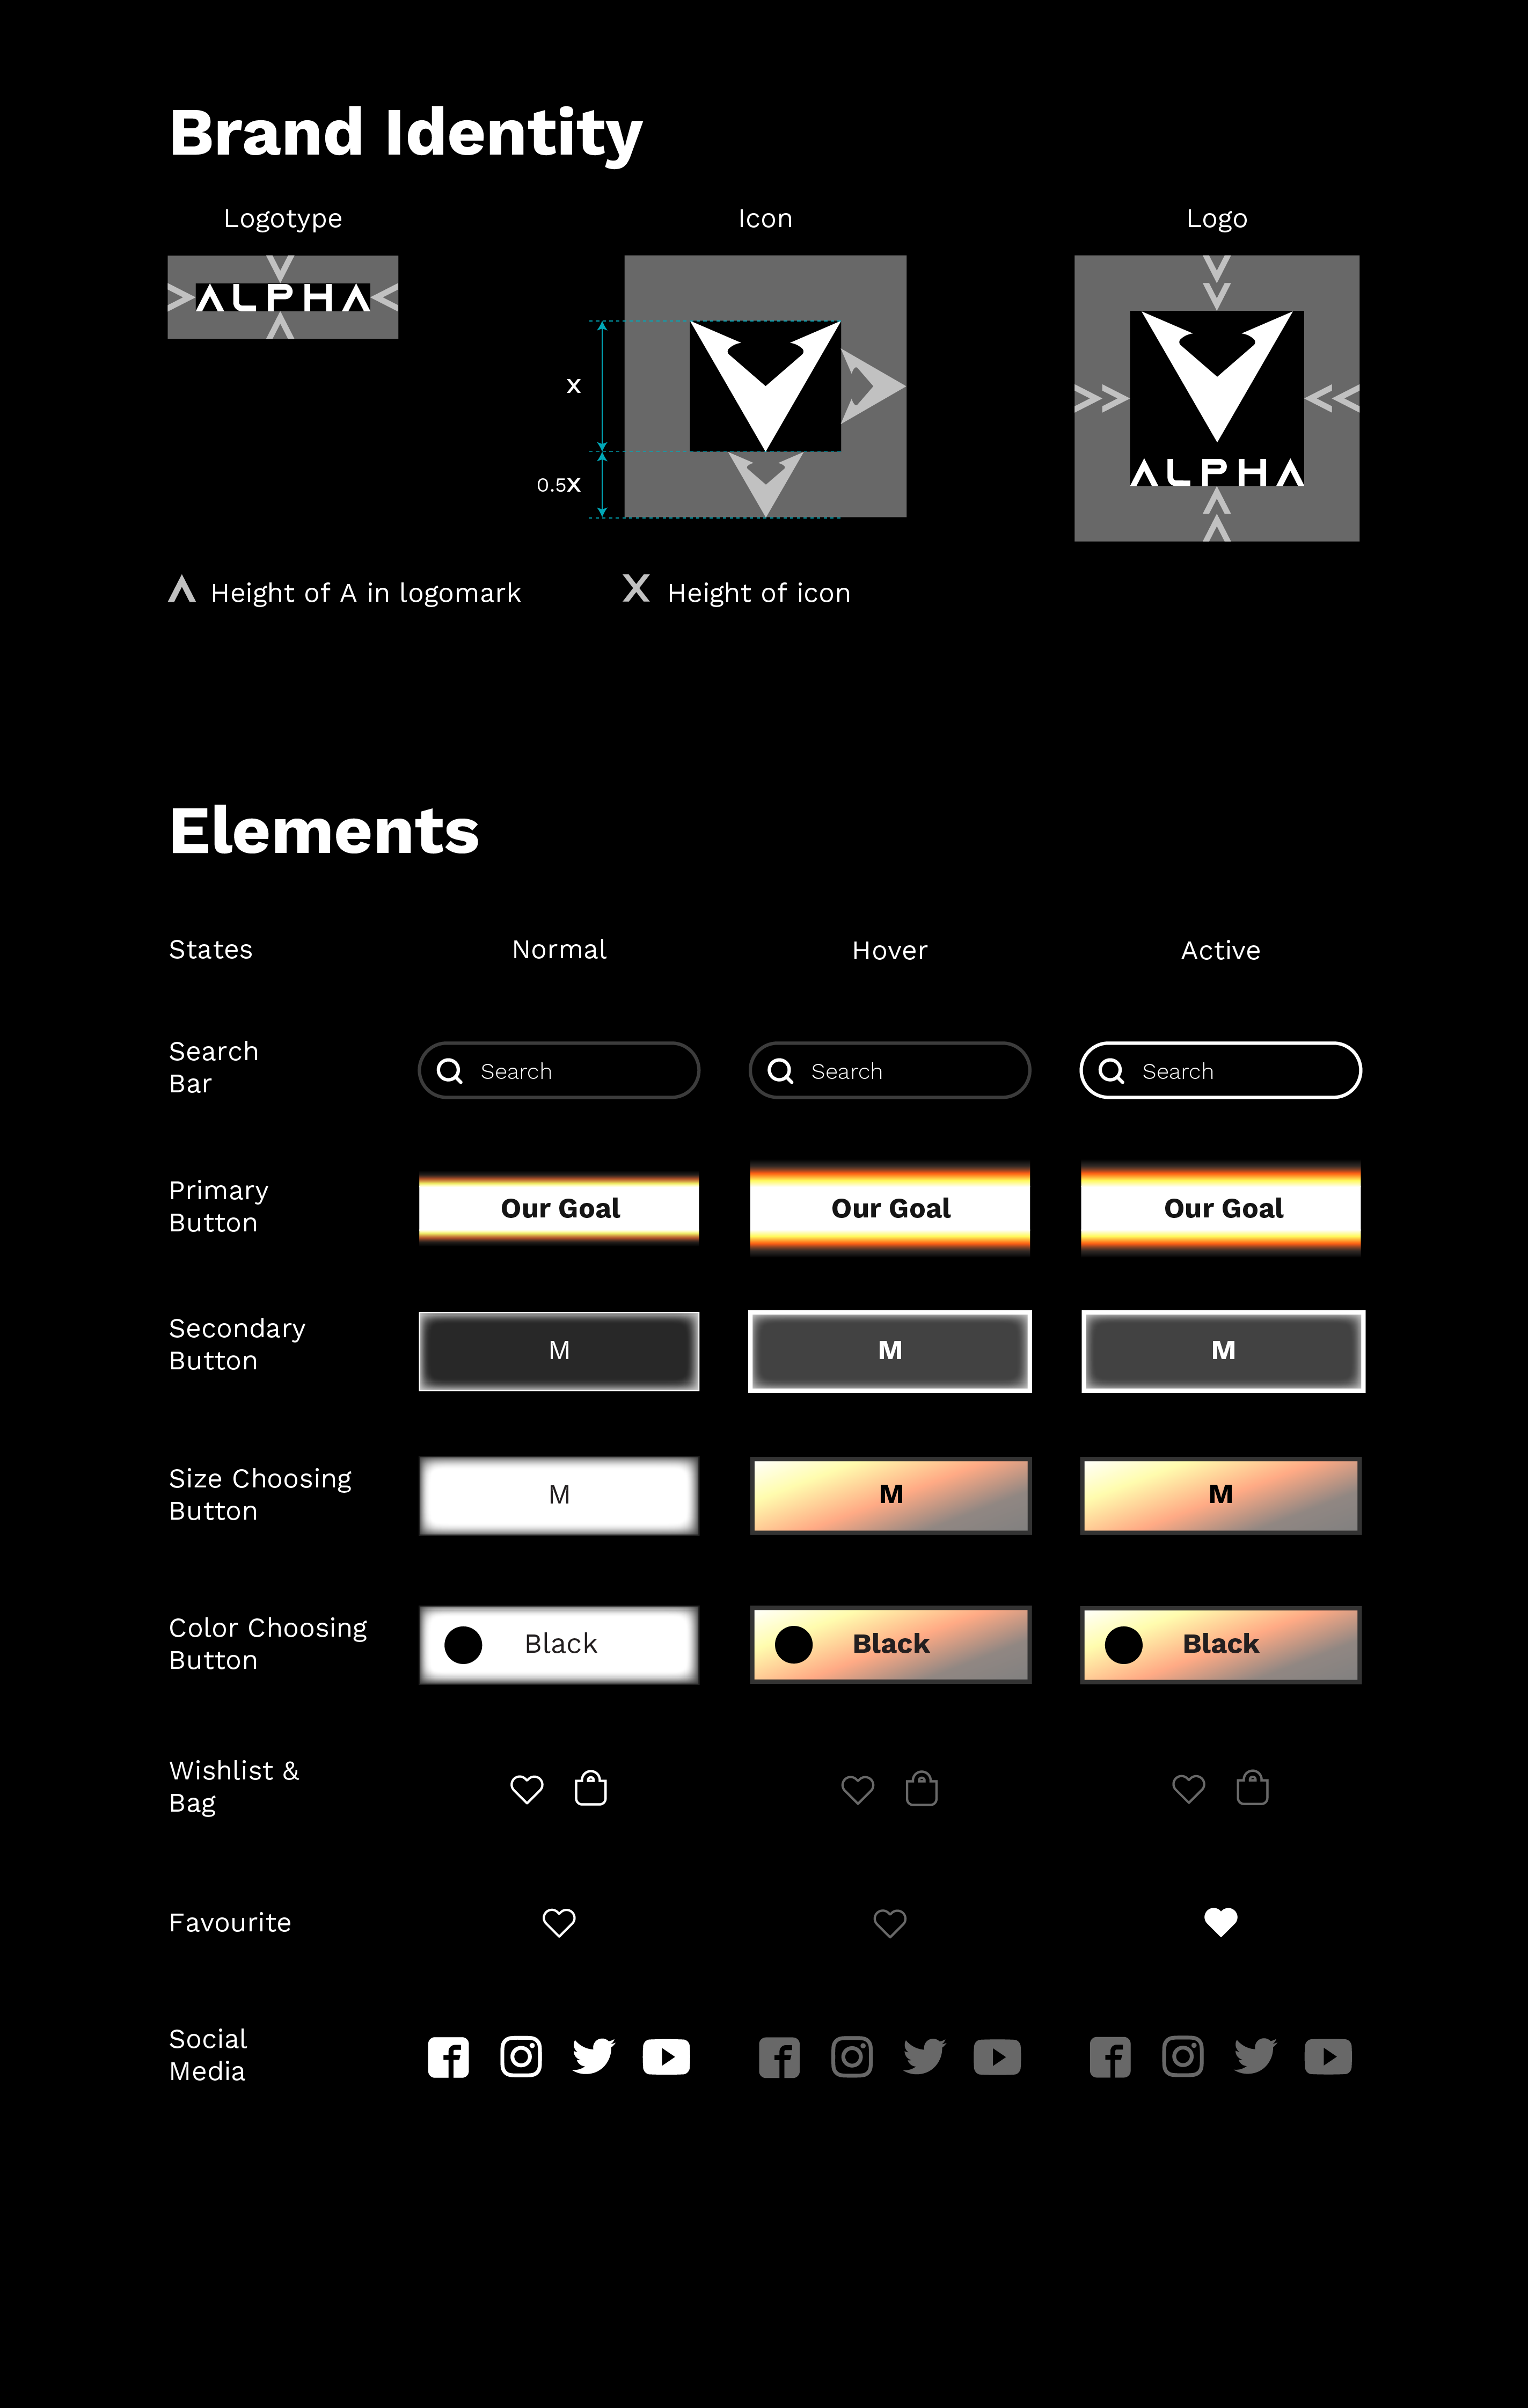 Brand Identity
Logotype
Icon
Logo
ALPHA
X
0.5X
ALPHA
Height of A in logomark
X Height of icon
Elements
States
Normal
Hover
Active
Search
Bar
Search
Search
Search
Primary
Button
Our Goal
Our Goal
Our Goal
Secondary
Button
M
M
M
Size Choosing
Button
M
M
M
Color Choosing
Button
Black
Black
Black
Wishlist &
Bag
Favourite
Social
Media